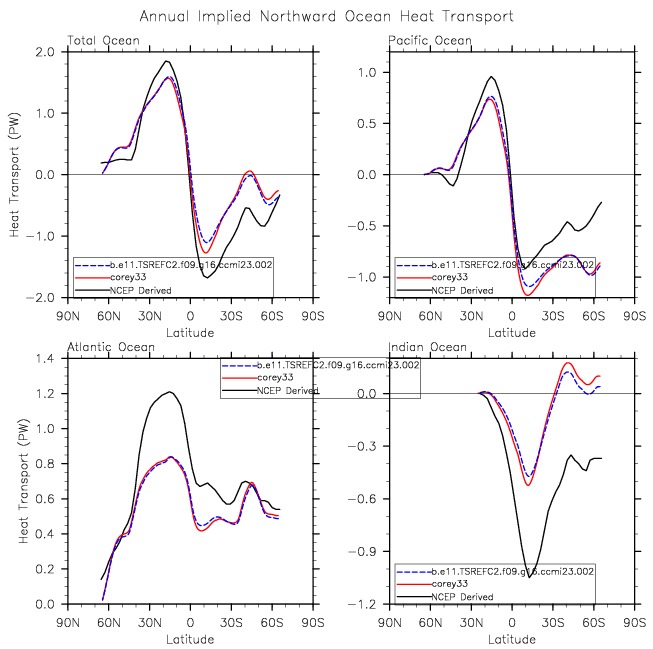 Annual Implied Northward Ocean Heat Transport
Total Ocean
2.0
1.0
0.0
−1.0
−2.0
Heat Transport (PW)
b.e11.TSREFC2.f09.g16.ccmi23.002
corey33
NCEP Derived
90N 60N 30N 0 30S 60S 90S
Latitude
Pacific Ocean
1.0
0.5
0.0
−0.5
−1.0
b.e11.TSREFC2.f09.g16.ccmi23.002
corey33
NCEP Derived
90N 60N 30N 0 30S 60S 90S
Latitude
Atlantic Ocean
1.4
1.2
1.0
0.8
0.6
0.4
0.2
0.0
Heat Transport (PW)
b.e11.TSREFC2.f09.g16.ccmi23.002
corey33
NCEP Derived
90N 60N 30N 0 30S 60S 90S
Latitude
Indian Ocean
0.0
−0.3
−0.6
−0.9
−1.2
b.e11.TSREFC2.f09.g16.ccmi23.002
corey33
NCEP Derived
90N 60N 30N 0 30S 60S 90S
Latitude